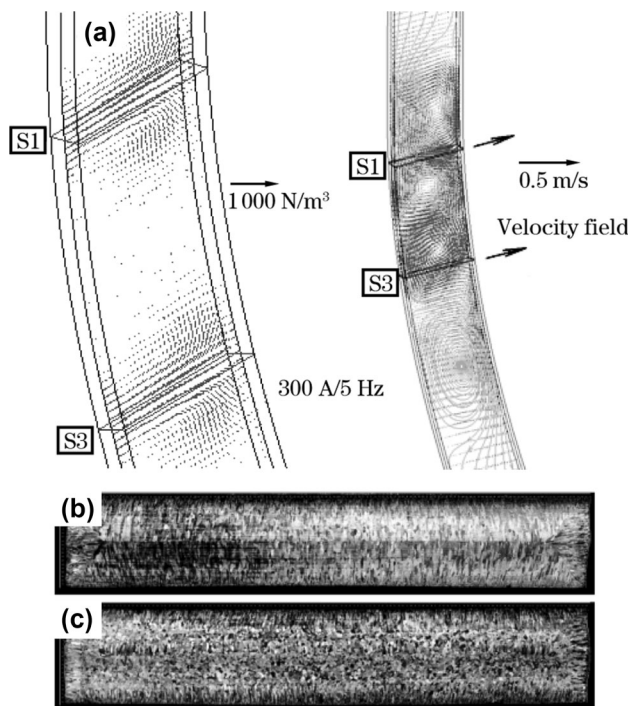 (a)
S1
1 000 N/m³
S3
300 A/5 Hz
S1
0.5 m/s
Velocity field
S3
(b)
(c)